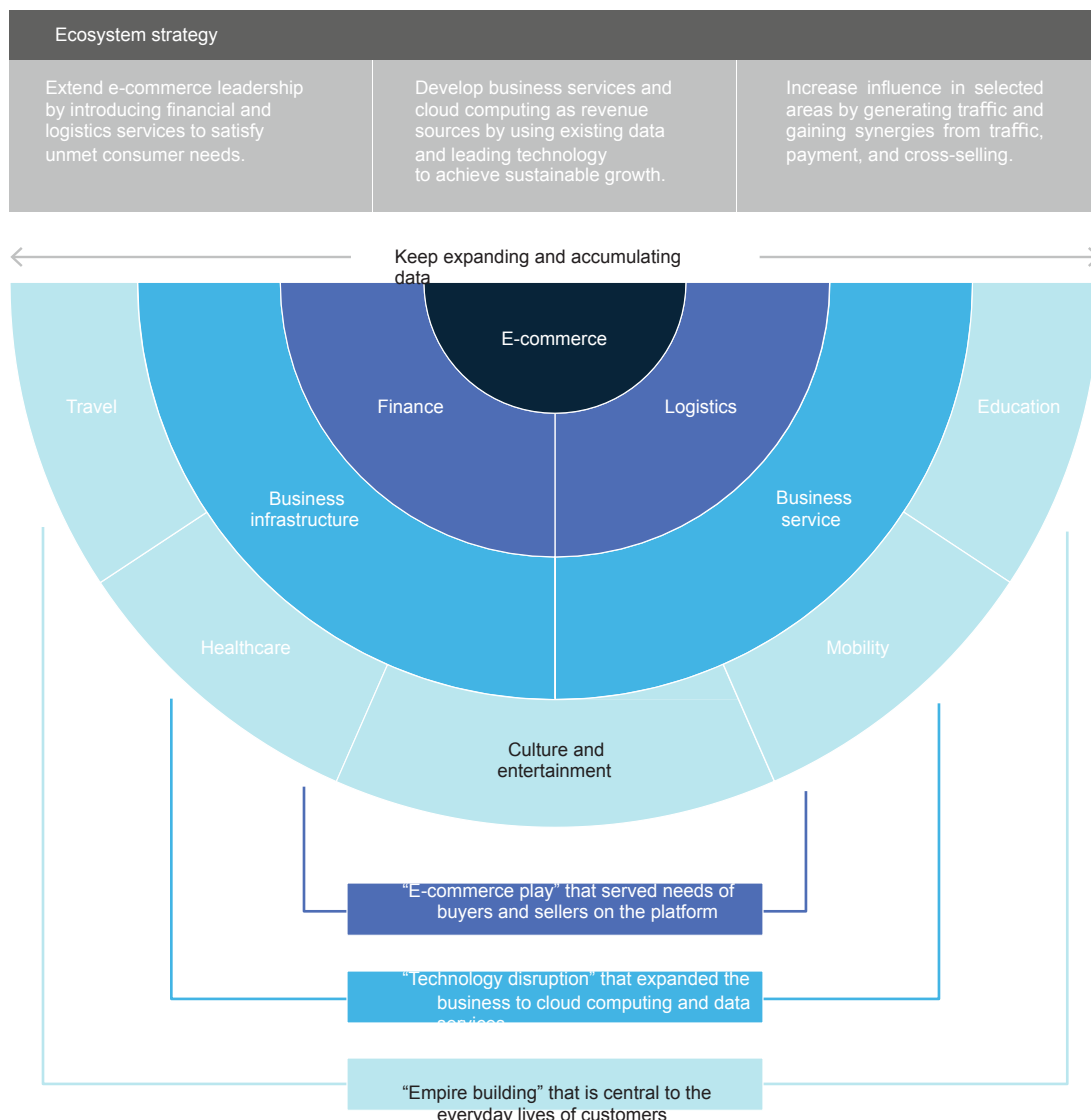 Ecosystem strategy
Extend e-commerce leadership
by introducing financial and
logistics services to satisfy
unmet consumer needs.
Develop business services and
cloud computing as revenue
sources by using existing data
and leading technology
to achieve sustainable growth.
Increase influence in selected
areas by generating traffic and
gaining synergies from traffic,
payment, and cross-selling.
Keep expanding and accumulating
data
E-commerce
Finance
Logistics
Travel
Education
Business
infrastructure
Business
service
Healthcare
Mobility
Culture and
entertainment
“E-commerce play” that served needs of
buyers and sellers on the platform
“Technology disruption” that expanded the
business to cloud computing and data
services
“Empire building” that is central to the
everyday lives of customers